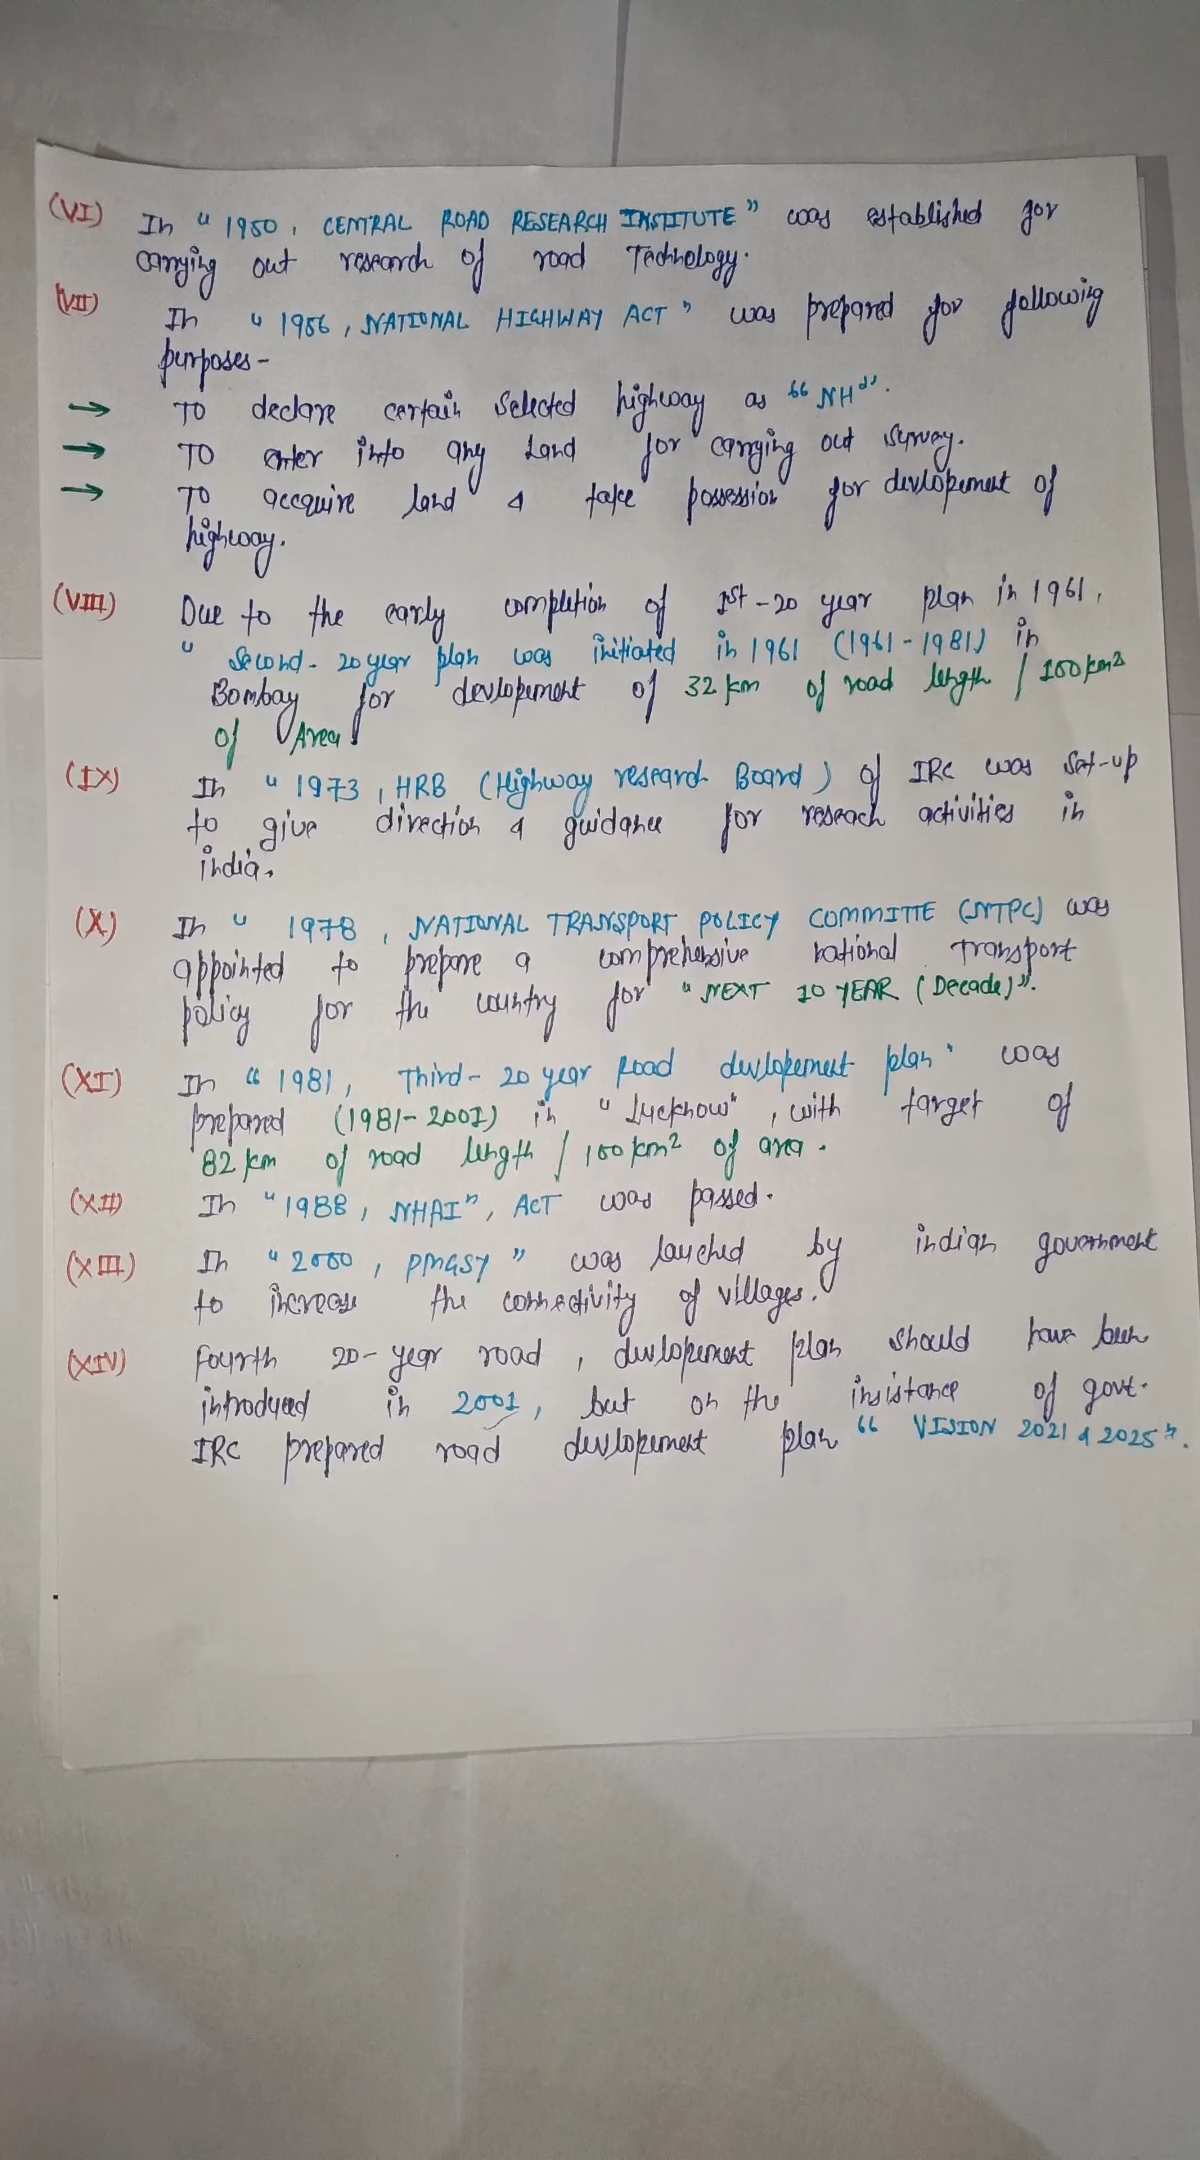 (VI) In " 1950, CENTRAL ROAD RESEARCH INSTITUTE " was established for
carrying out research of road Technology.
(VII) In " 1956, NATIONAL HIGHWAY ACT " was prepared for following
purposes-
→ TO declare certain selected highway as "NH".
→ TO enter into any Land for carrying out survey.
→ TO accquire land & take possession for devlopement of
highway.
(VIII) Due to the early completion of 1st-20 year plan in 1961,
" Second-20 year plan was initiated in 1961 (1961-1981) in
Bombay for devlopement of 32 km of road length / 100 km²
of Area.
(IX) In " 1973, HRB (Highway research Board) of IRC was set-up
to give direction & guidance for reseach activities in
india.
(X) In " 1978, NATIONAL TRANSPORT POLICY COMMITTE (NTPC) was
appointed to prepare a comprehensive national Transport
policy for the country for " NEXT 10 YEAR (Decade)".
(XI) In " 1981, Third-20 year Road devlopement plan " was
prepared (1981-2001) in "Lucknow", with target of
82 km of road length / 100 km² of area.
(XII) In "1988, NHAI", ACT was passed.
(XIII) In "2000, PMGSY " was lauched by indian government
to increase the connectivity of villages.
(XIV) Fourth 20-year road, devlopement plan should have been
introduced in 2001, but on the insistance of govt.
IRC prepared road devlopement plan " VISION 2021 & 2025".